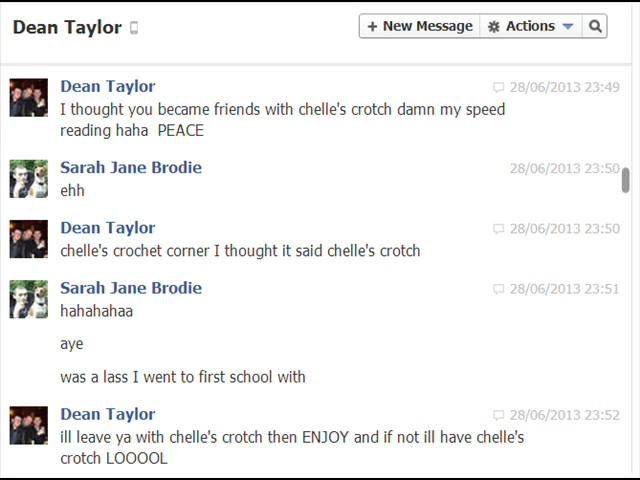 Dean Taylor
+ New Message
Actions
Dean Taylor
28/06/2013 23:49
I thought you became friends with chelle's crotch damn my speed
reading haha  PEACE
Sarah Jane Brodie
28/06/2013 23:50
ehh
Dean Taylor
28/06/2013 23:50
chelle's crochet corner I thought it said chelle's crotch
Sarah Jane Brodie
28/06/2013 23:51
hahahahaa
aye
was a lass I went to first school with
Dean Taylor
28/06/2013 23:52
ill leave ya with chelle's crotch then ENJOY and if not ill have chelle's
crotch LOOOOL